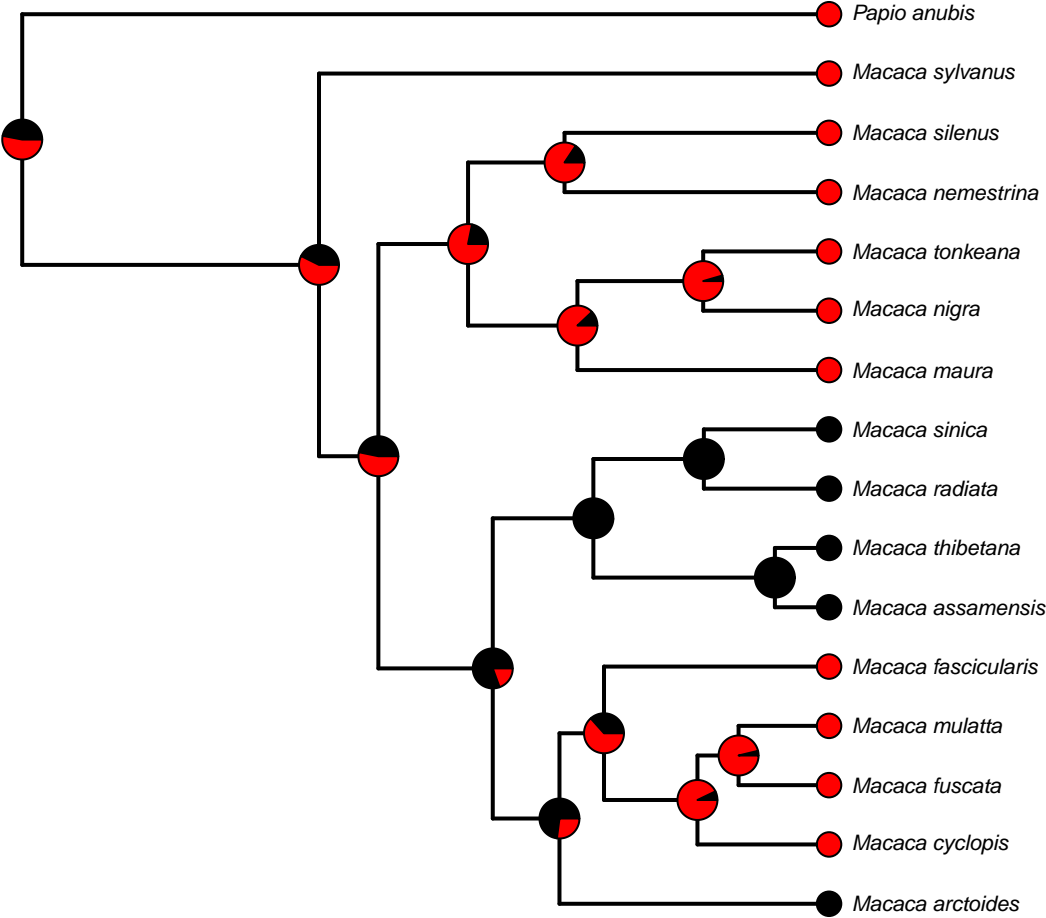 Papio anubis
Macaca sylvanus
Macaca silenus
Macaca nemestrina
Macaca tonkeana
Macaca nigra
Macaca maura
Macaca sinica
Macaca radiata
Macaca thibetana
Macaca assamensis
Macaca fascicularis
Macaca mulatta
Macaca fuscata
Macaca cyclopis
Macaca arctoides